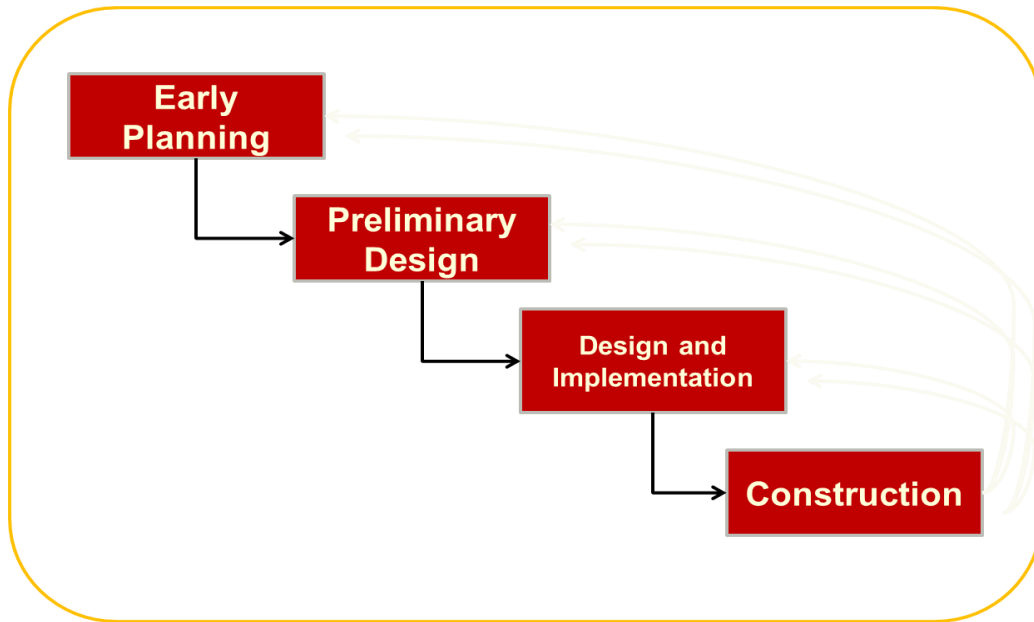 Early
Planning
Preliminary
Design
Design and
Implementation
Construction